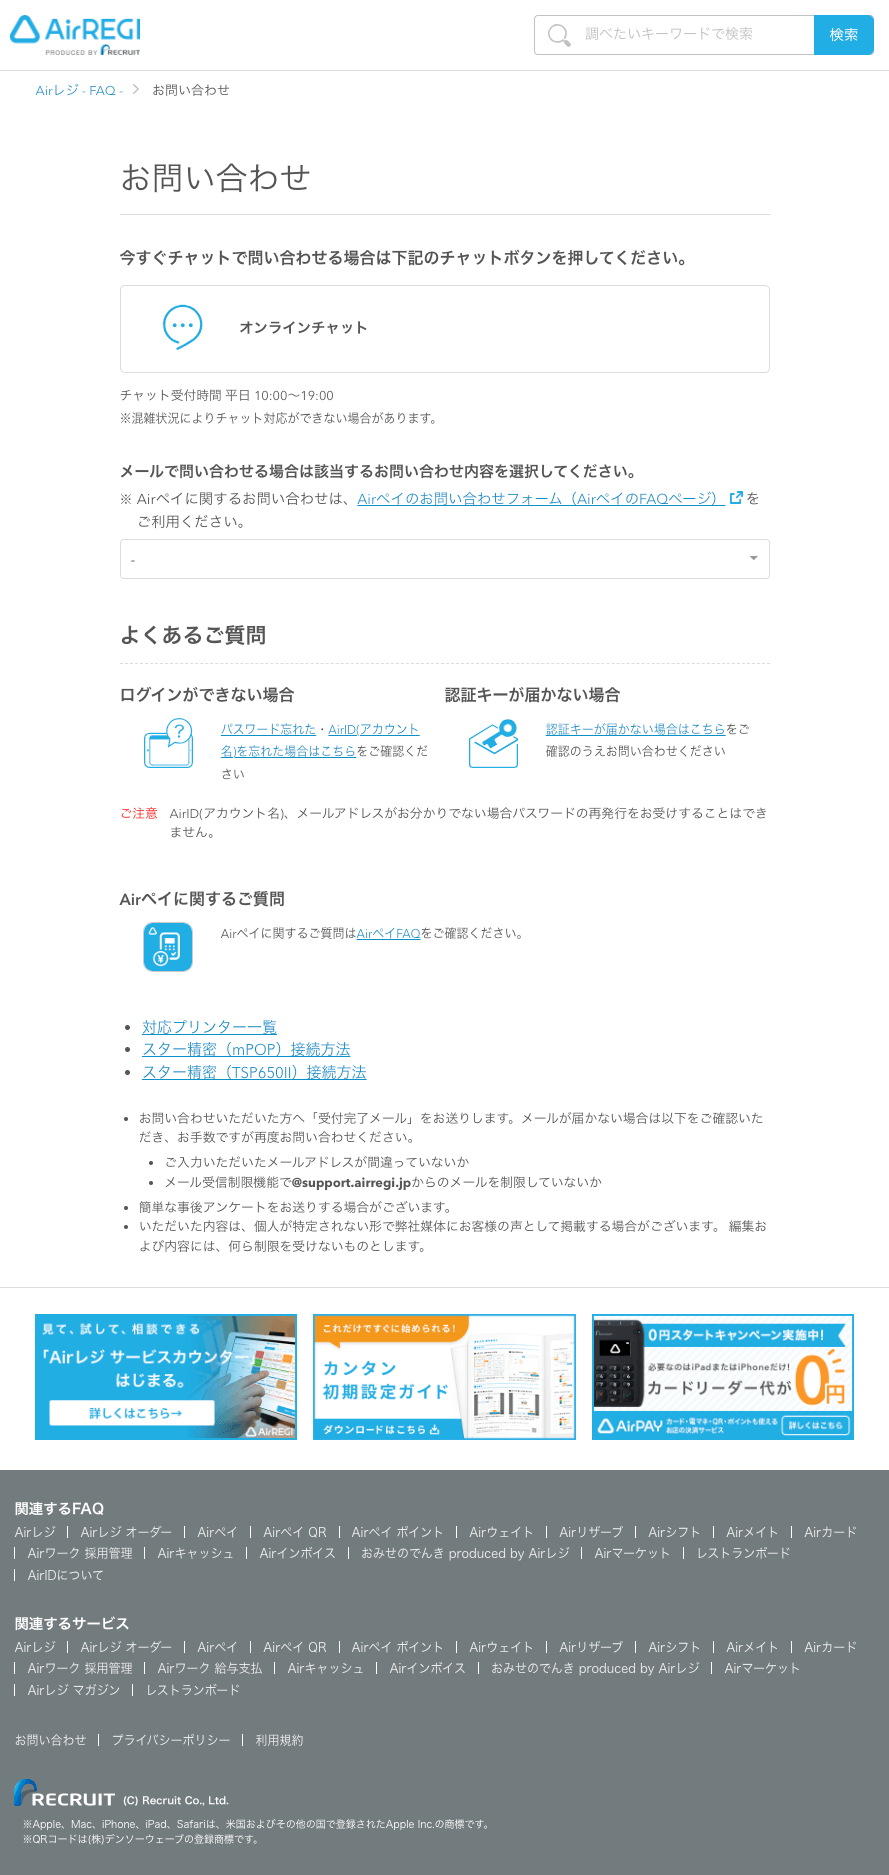 AirREGI
PRODUCED BY RECRUIT
調べたいキーワードで検索
検索
Airレジ - FAQ -
お問い合わせ
お問い合わせ
今すぐチャットで問い合わせる場合は下記のチャットボタンを押してください。
オンラインチャット
チャット受付時間 平日 10:00〜19:00
※混雑状況によりチャット対応ができない場合があります。
メールで問い合わせる場合は該当するお問い合わせ内容を選択してください。
※ Airペイに関するお問い合わせは、Airペイのお問い合わせフォーム（AirペイのFAQページ）を
ご利用ください。
-
よくあるご質問
ログインができない場合
パスワード忘れた・AirID(アカウント
名)を忘れた場合はこちらをご確認くだ
さい
認証キーが届かない場合
認証キーが届かない場合はこちらをご
確認のうえお問い合わせください
ご注意 AirID(アカウント名)、メールアドレスがお分かりでない場合パスワードの再発行をお受けすることはでき
ません。
Airペイに関するご質問
Airペイに関するご質問はAirペイFAQをご確認ください。
• 対応プリンター一覧
• スター精密（mPOP）接続方法
• スター精密（TSP650II）接続方法
• お問い合わせいただいた方へ「受付完了メール」をお送りします。メールが届かない場合は以下をご確認いた
だき、お手数ですが再度お問い合わせください。
• ご入力いただいたメールアドレスが間違っていないか
• メール受信制限機能で@support.airregi.jpからのメールを制限していないか
• 簡単な事後アンケートをお送りする場合がございます。
• いただいた内容は、個人が特定されない形で弊社媒体にお客様の声として掲載する場合がございます。 編集お
よび内容には、何ら制限を受けないものとします。
見て、試して、相談できる
「Airレジ サービスカウンター」
はじまる。
詳しくはこちら→
AirREGI
これだけですぐに始められる！
カンタン
初期設定ガイド
ダウンロードはこちら
0円スタートキャンペーン実施中!
必要なのはiPadまたはiPhoneだけ!
カードリーダー代が0円
AirPAY
カード・電マネ・QR・ポイントも使える
お店の決済サービス
詳しくはこちら
関連するFAQ
Airレジ | Airレジ オーダー | Airペイ | Airペイ QR | Airペイ ポイント | Airウェイト | Airリザーブ | Airシフト | Airメイト | Airカード
| Airワーク 採用管理 | Airキャッシュ | Airインボイス | おみせのでんき produced by Airレジ | Airマーケット | レストランボード
| AirIDについて
関連するサービス
Airレジ | Airレジ オーダー | Airペイ | Airペイ QR | Airペイ ポイント | Airウェイト | Airリザーブ | Airシフト | Airメイト | Airカード
| Airワーク 採用管理 | Airワーク 給与支払 | Airキャッシュ | Airインボイス | おみせのでんき produced by Airレジ | Airマーケット
| Airレジ マガジン | レストランボード
お問い合わせ | プライバシーポリシー | 利用規約
RECRUIT (C) Recruit Co., Ltd.
※Apple、Mac、iPhone、iPad、Safariは、米国およびその他の国で登録されたApple Inc.の商標です。
※QRコードは(株)デンソーウェーブの登録商標です。